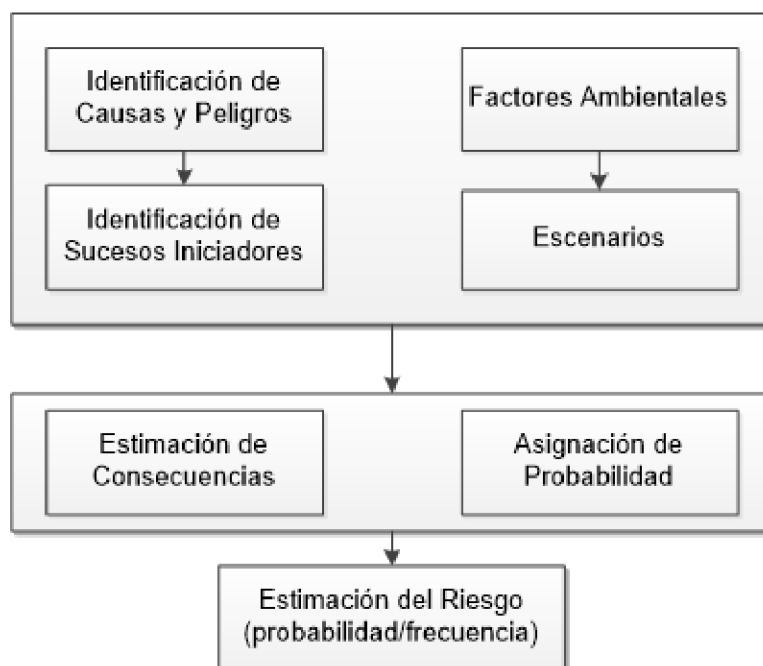 Identificación de
Causas y Peligros
Factores Ambientales
Identificación de
Sucesos Iniciadores
Escenarios
Estimación de
Consecuencias
Asignación de
Probabilidad
Estimación del Riesgo
(probabilidad/frecuencia)